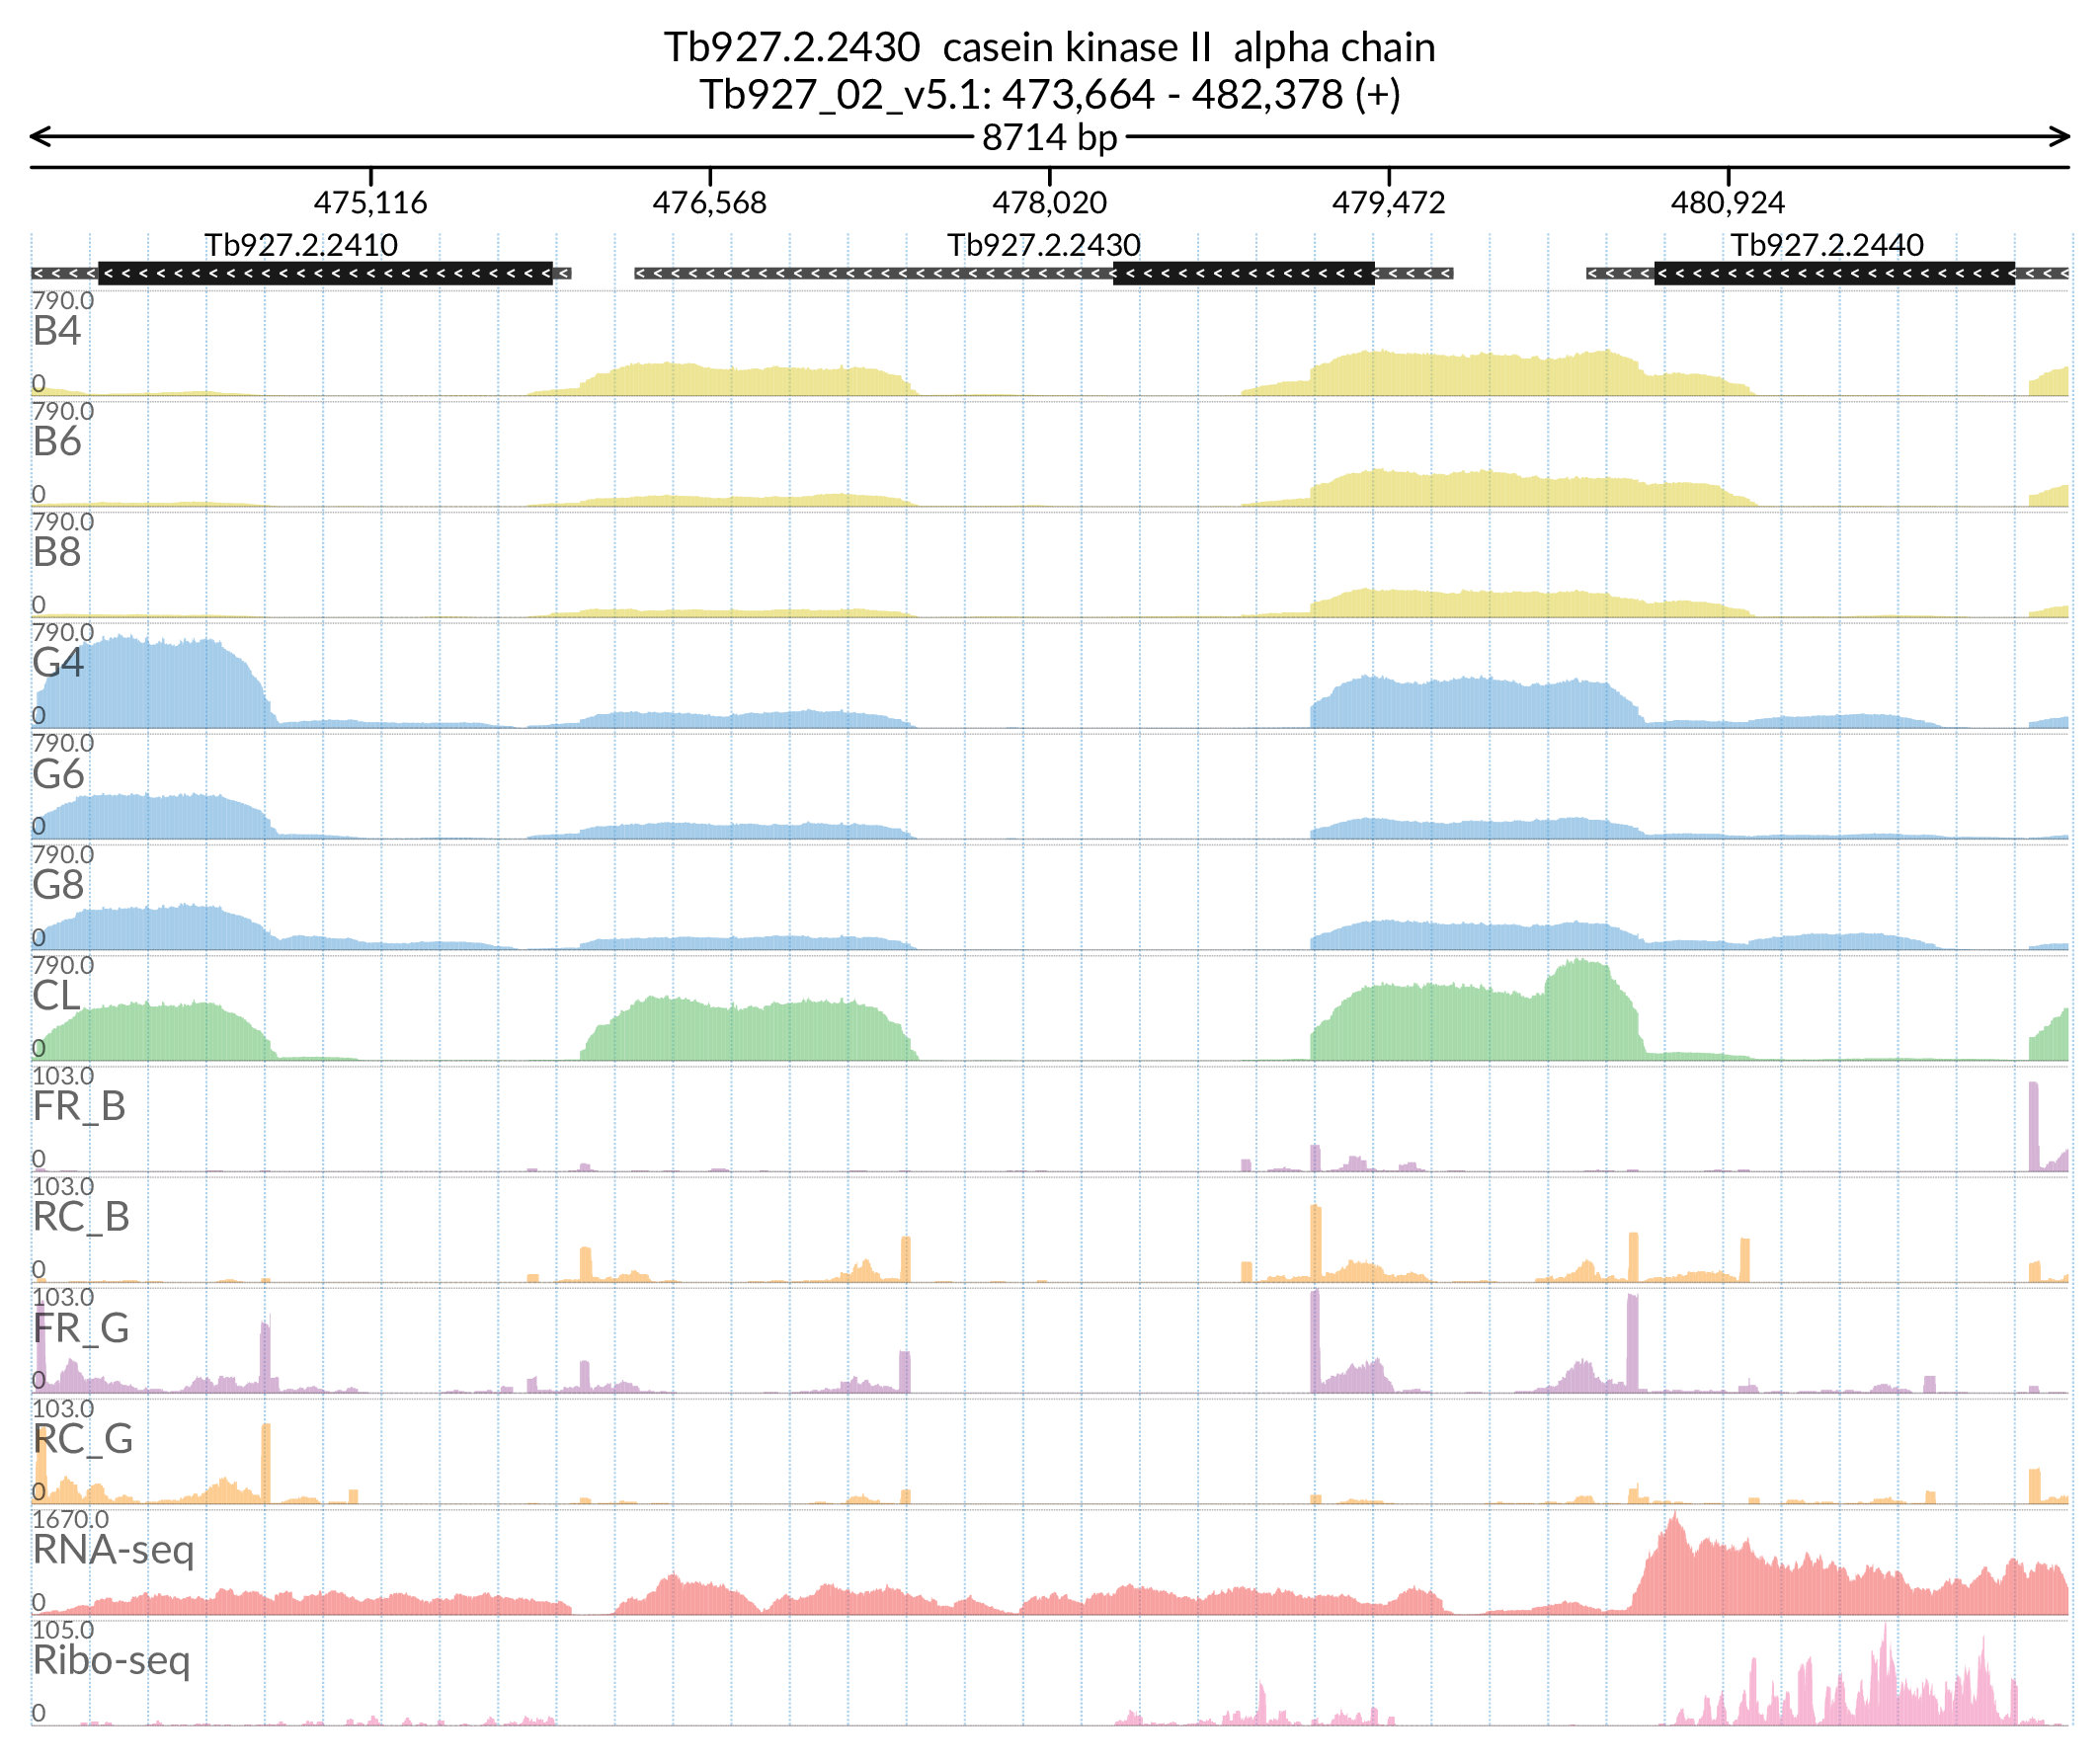 Tb927.2.2430  casein kinase II  alpha chain
Tb927_02_v5.1: 473,664 - 482,378 (+)
8714 bp
475,116 476,568 478,020 479,472 480,924
Tb927.2.2410 Tb927.2.2430 Tb927.2.2440
790.0
B4
0
790.0
B6
0
790.0
B8
0
790.0
G4
0
790.0
G6
0
790.0
G8
0
790.0
CL
0
103.0
FR_B
0
103.0
RC_B
0
103.0
FR_G
0
103.0
RC_G
0
1670.0
RNA-seq
0
105.0
Ribo-seq
0